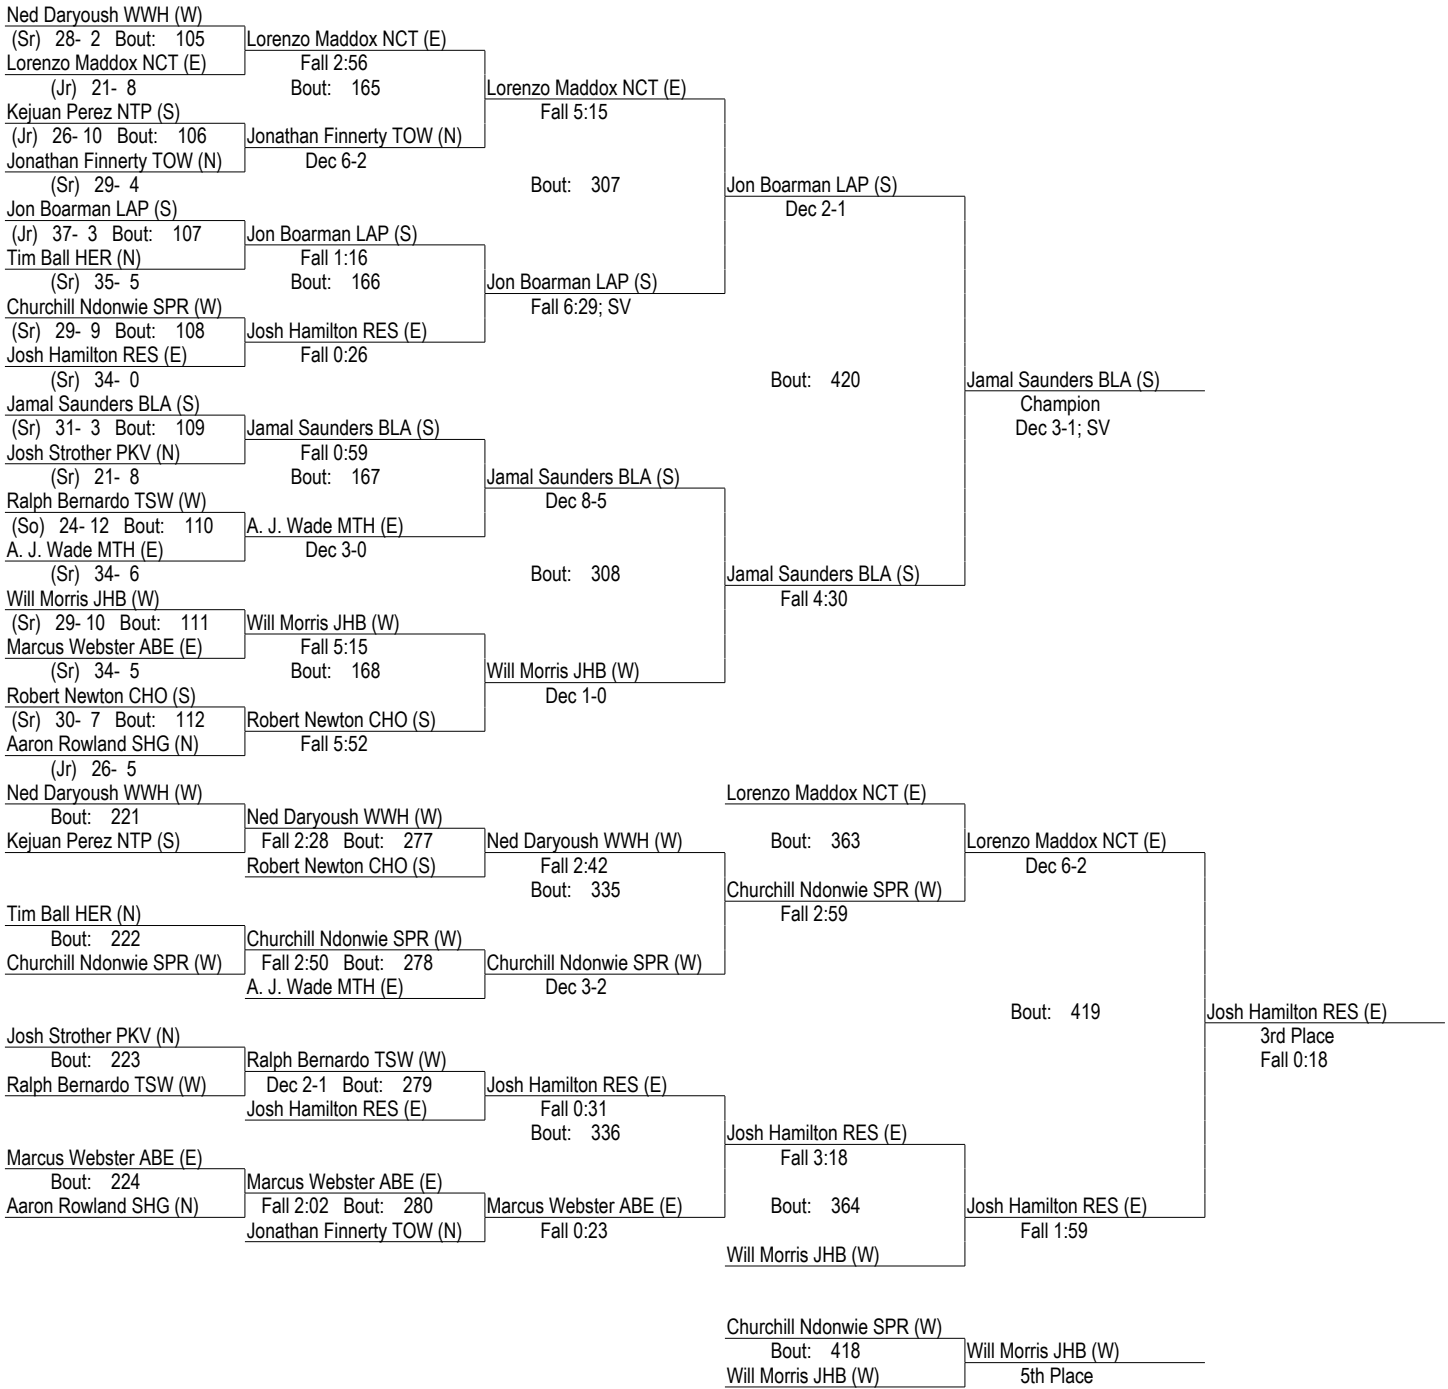 Ned Daryoush WWH (W)
(Sr) 28- 2 Bout: 105 Lorenzo Maddox NCT (E)
Lorenzo Maddox NCT (E) Fall 2:56
(Jr) 21- 8 Bout: 165 Lorenzo Maddox NCT (E)
Kejuan Perez NTP (S) Fall 5:15
(Jr) 26- 10 Bout: 106 Jonathan Finnerty TOW (N)
Jonathan Finnerty TOW (N) Dec 6-2
(Sr) 29- 4 Bout: 307 Jon Boarman LAP (S)
Jon Boarman LAP (S) Dec 2-1
(Jr) 37- 3 Bout: 107 Jon Boarman LAP (S)
Tim Ball HER (N) Fall 1:16
(Sr) 35- 5 Bout: 166 Jon Boarman LAP (S)
Churchill Ndonwie SPR (W) Fall 6:29; SV
(Sr) 29- 9 Bout: 108 Josh Hamilton RES (E)
Josh Hamilton RES (E) Fall 0:26
(Sr) 34- 0 Bout: 420 Jamal Saunders BLA (S)
Jamal Saunders BLA (S) Champion
(Sr) 31- 3 Bout: 109 Jamal Saunders BLA (S) Dec 3-1; SV
Josh Strother PKV (N) Fall 0:59
(Sr) 21- 8 Bout: 167 Jamal Saunders BLA (S)
Ralph Bernardo TSW (W) Dec 8-5
(So) 24- 12 Bout: 110 A. J. Wade MTH (E)
A. J. Wade MTH (E) Dec 3-0
(Sr) 34- 6 Bout: 308 Jamal Saunders BLA (S)
Will Morris JHB (W) Fall 4:30
(Sr) 29- 10 Bout: 111 Will Morris JHB (W)
Marcus Webster ABE (E) Fall 5:15
(Sr) 34- 5 Bout: 168 Will Morris JHB (W)
Robert Newton CHO (S) Dec 1-0
(Sr) 30- 7 Bout: 112 Robert Newton CHO (S)
Aaron Rowland SHG (N) Fall 5:52
(Jr) 26- 5
Ned Daryoush WWH (W) Lorenzo Maddox NCT (E)
Bout: 221 Ned Daryoush WWH (W)
Kejuan Perez NTP (S) Fall 2:28 Bout: 277 Ned Daryoush WWH (W) Bout: 363 Lorenzo Maddox NCT (E)
Robert Newton CHO (S) Fall 2:42 Dec 6-2
Bout: 335 Churchill Ndonwie SPR (W)
Tim Ball HER (N) Fall 2:59
Bout: 222 Churchill Ndonwie SPR (W)
Churchill Ndonwie SPR (W) Fall 2:50 Bout: 278 Churchill Ndonwie SPR (W)
A. J. Wade MTH (E) Dec 3-2
Bout: 419 Josh Hamilton RES (E)
Josh Strother PKV (N) 3rd Place
Bout: 223 Ralph Bernardo TSW (W) Fall 0:18
Ralph Bernardo TSW (W) Dec 2-1 Bout: 279 Josh Hamilton RES (E)
Josh Hamilton RES (E) Fall 0:31
Bout: 336 Josh Hamilton RES (E)
Marcus Webster ABE (E) Fall 3:18
Bout: 224 Marcus Webster ABE (E)
Aaron Rowland SHG (N) Fall 2:02 Bout: 280 Marcus Webster ABE (E) Bout: 364 Josh Hamilton RES (E)
Jonathan Finnerty TOW (N) Fall 0:23 Fall 1:59
Will Morris JHB (W)
Churchill Ndonwie SPR (W)
Bout: 418 Will Morris JHB (W)
Will Morris JHB (W) 5th Place